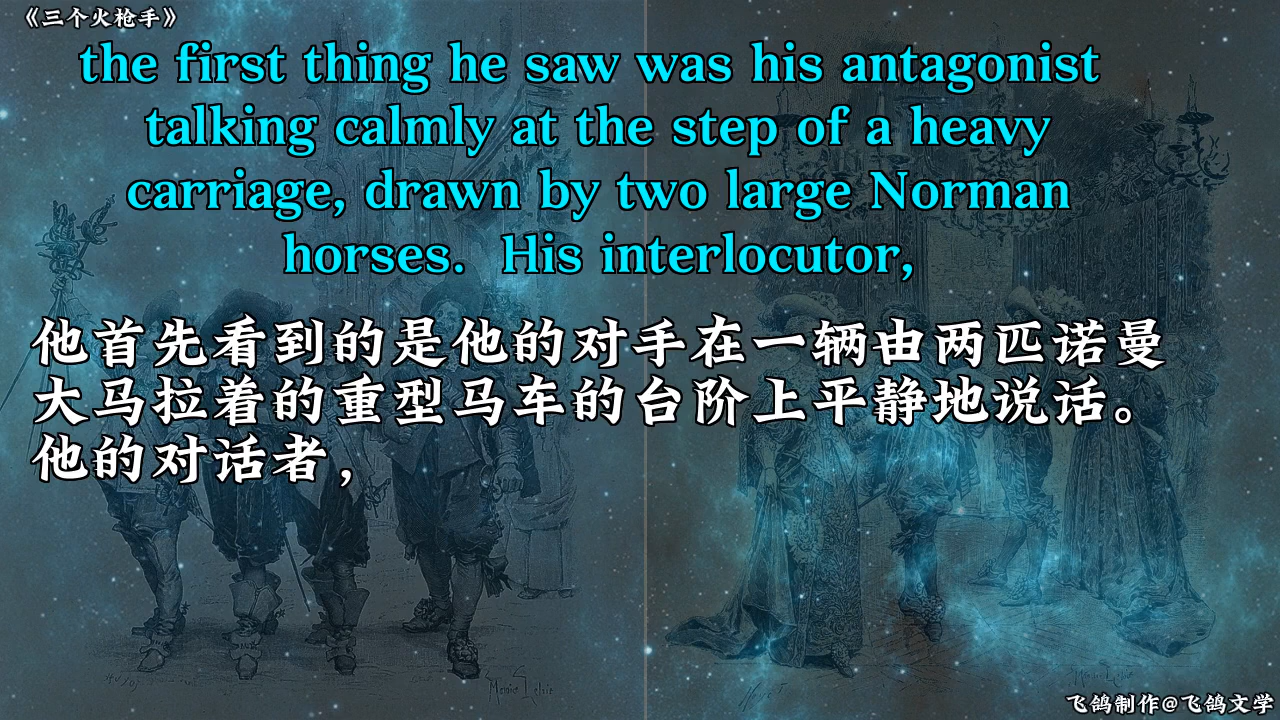 《三个火枪手》
the first thing he saw was his antagonist
talking calmly at the step of a heavy
carriage, drawn by two large Norman
horses.  His interlocutor,
他首先看到的是他的对手在一辆由两匹诺曼
大马拉着的重型马车的台阶上平静地说话。
他的对话者，
飞鸽制作@飞鸽文学